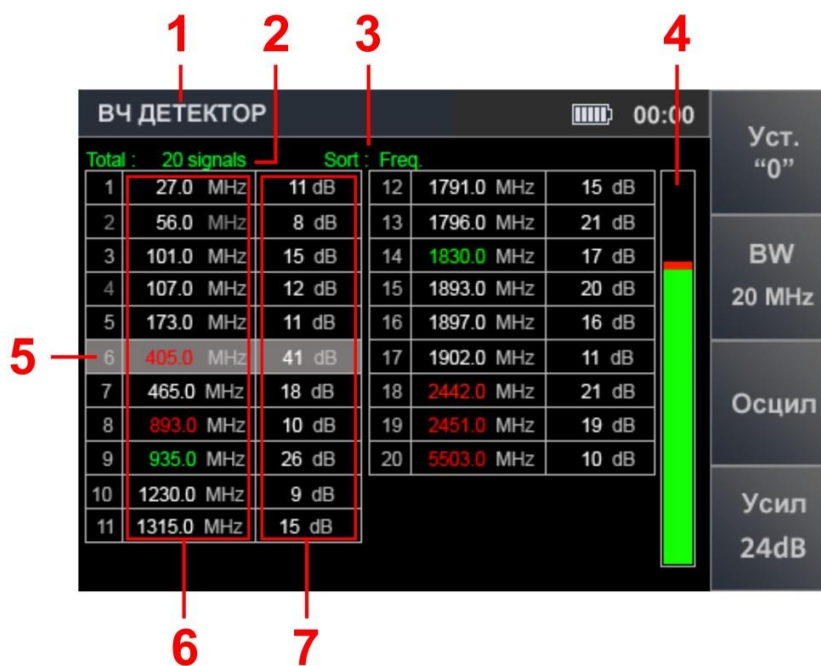 1 2 3 4
ВЧ ДЕТЕКТОР 00:00
Уст.
“0”
Total : 20 signals Sort : Freq.
1 27.0 MHz 11 dB 12 1791.0 MHz 15 dB
2 56.0 MHz 8 dB 13 1796.0 MHz 21 dB
3 101.0 MHz 15 dB 14 1830.0 MHz 17 dB
4 107.0 MHz 12 dB 15 1893.0 MHz 20 dB
5 173.0 MHz 11 dB 16 1897.0 MHz 16 dB
6 405.0 MHz 41 dB 17 1902.0 MHz 11 dB
7 465.0 MHz 18 dB 18 2442.0 MHz 21 dB
8 893.0 MHz 10 dB 19 2451.0 MHz 19 dB
9 935.0 MHz 26 dB 20 5503.0 MHz 10 dB
10 1230.0 MHz 9 dB
11 1315.0 MHz 15 dB
BW
20 MHz
Осцил
Усил
24dB
5
6 7